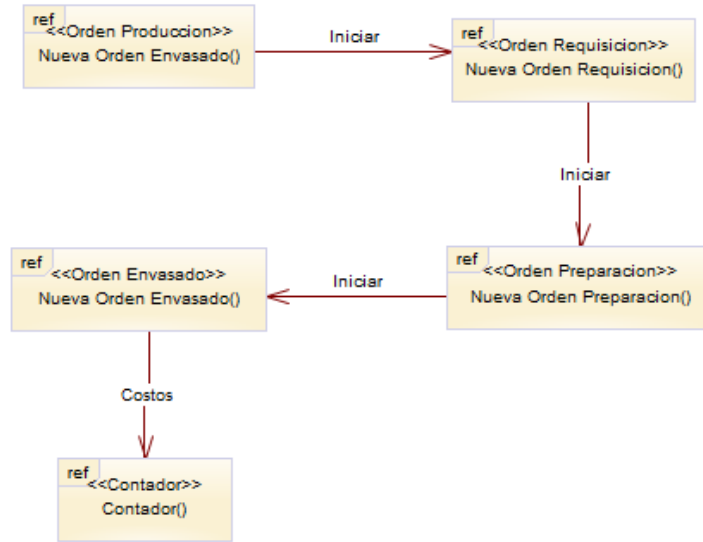 ref
<<Orden Produccion>>
Nueva Orden Envasado()
Iniciar
ref
<<Orden Requisicion>>
Nueva Orden Requisicion()
Iniciar
ref
<<Orden Preparacion>>
Nueva Orden Preparacion()
Iniciar
ref
<<Orden Envasado>>
Nueva Orden Envasado()
Costos
ref
<<Contador>>
Contador()